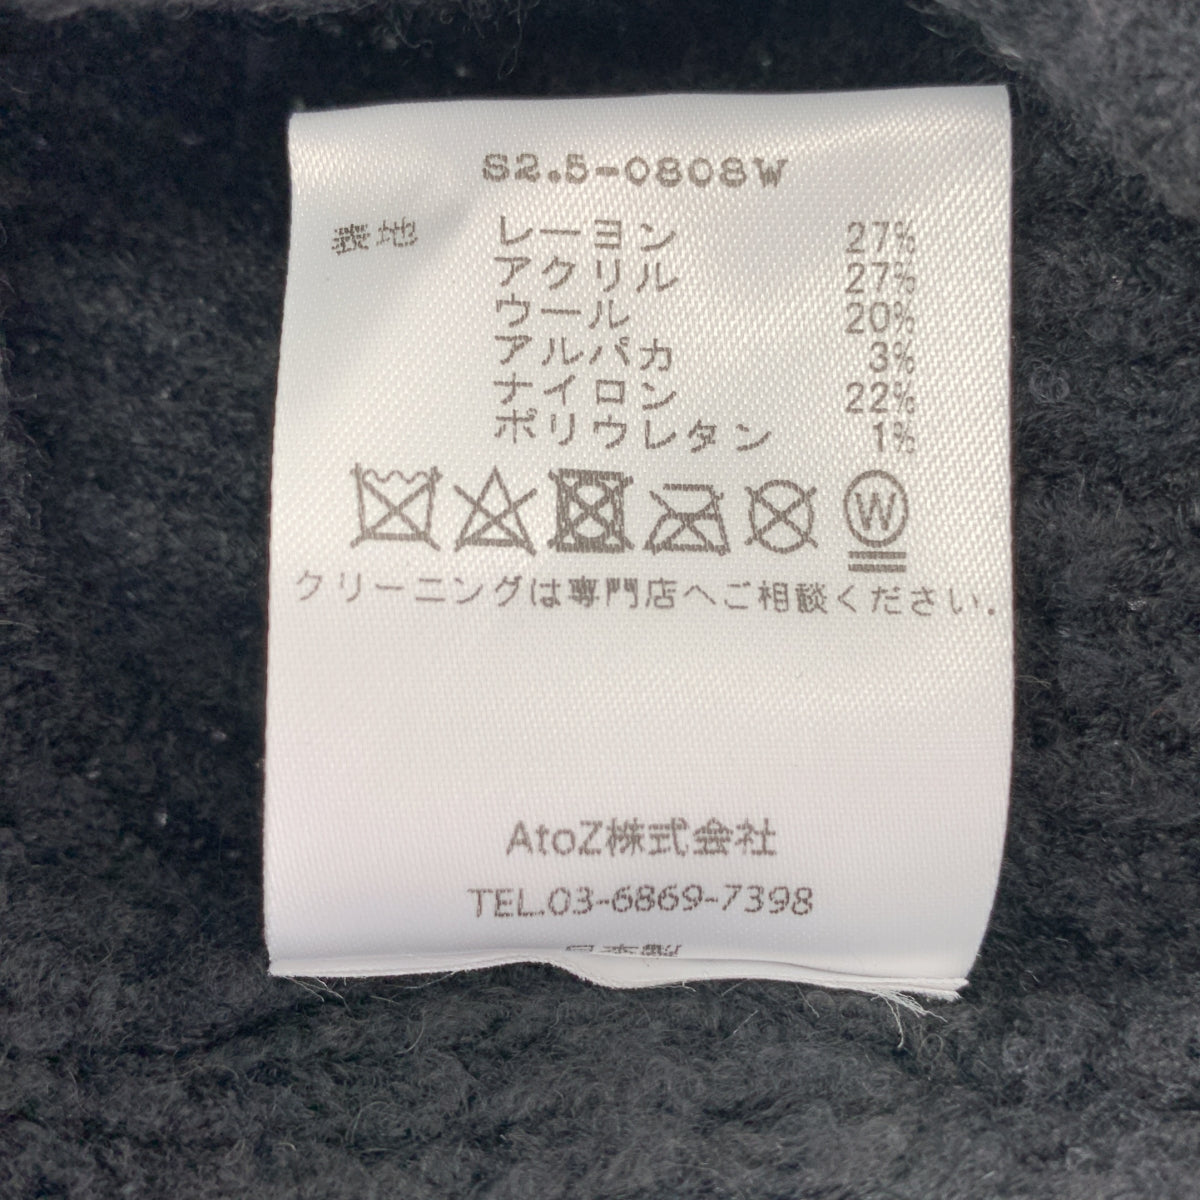 S2.5-0808W
表地 レーヨン 27%
アクリル 27%
ウール 20%
アルパカ 3%
ナイロン 22%
ポリウレタン 1%
W
クリーニングは専門店へご相談ください.
AtoZ株式会社
TEL.03-6869-7398
日本製